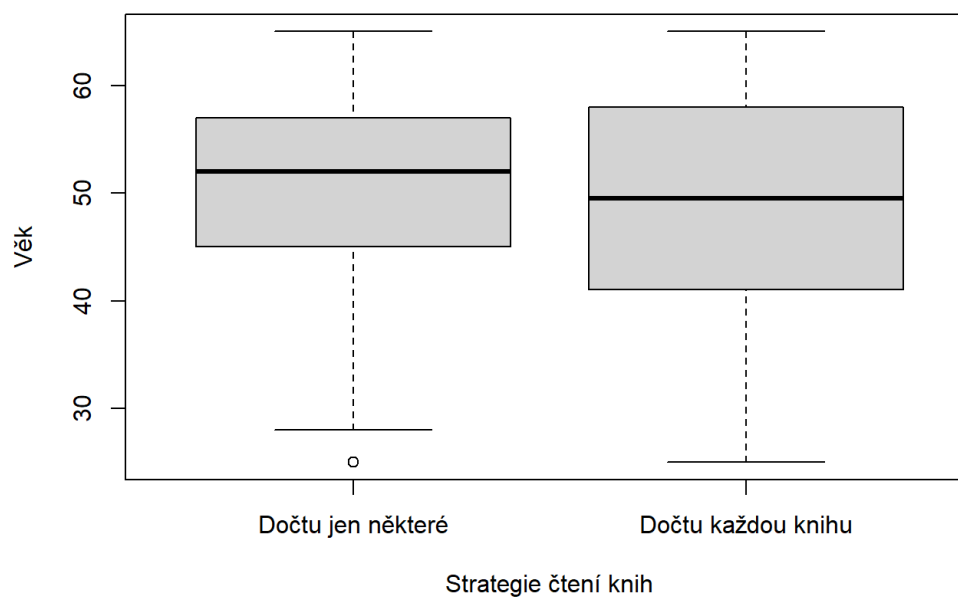 Věk
60
50
40
30
Dočtu jen některé
Dočtu každou knihu
Strategie čtení knih